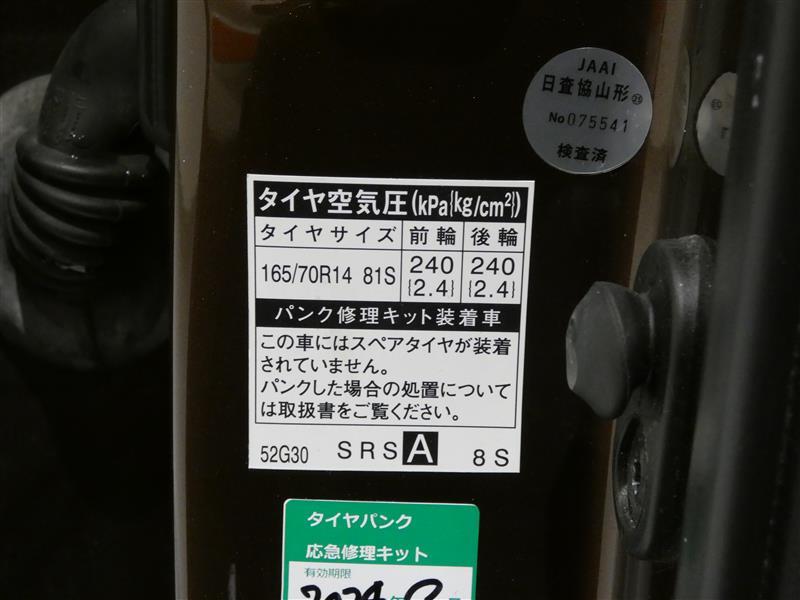 JAAI
日査協山形㉕
No075541
検査済
タイヤ空気圧(kPa{kg/cm²})
タイヤサイズ 前輪 後輪
165/70R14 81S 240 240
{2.4} {2.4}
パンク修理キット装着車
この車にはスペアタイヤが装着
されていません。
パンクした場合の処置について
は取扱書をご覧ください。
52G30 SRSA 8S
タイヤパンク
応急修理キット
有効期限